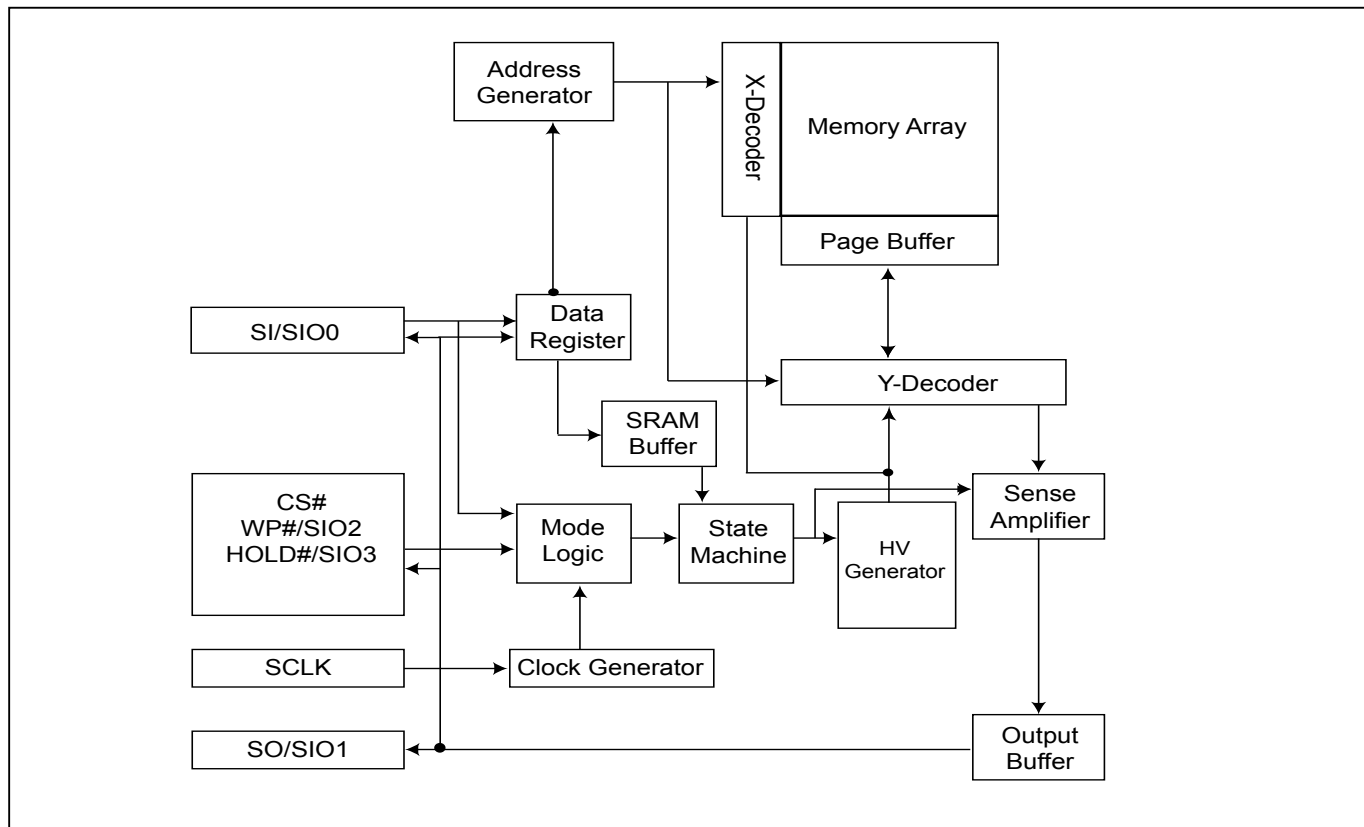 Address
Generator
X-Decoder
Memory Array
Page Buffer
SI/SIO0
Data
Register
Y-Decoder
SRAM
Buffer
CS#
WP#/SIO2
HOLD#/SIO3
Mode
Logic
State
Machine
HV
Generator
Sense
Amplifier
SCLK
Clock Generator
SO/SIO1
Output
Buffer